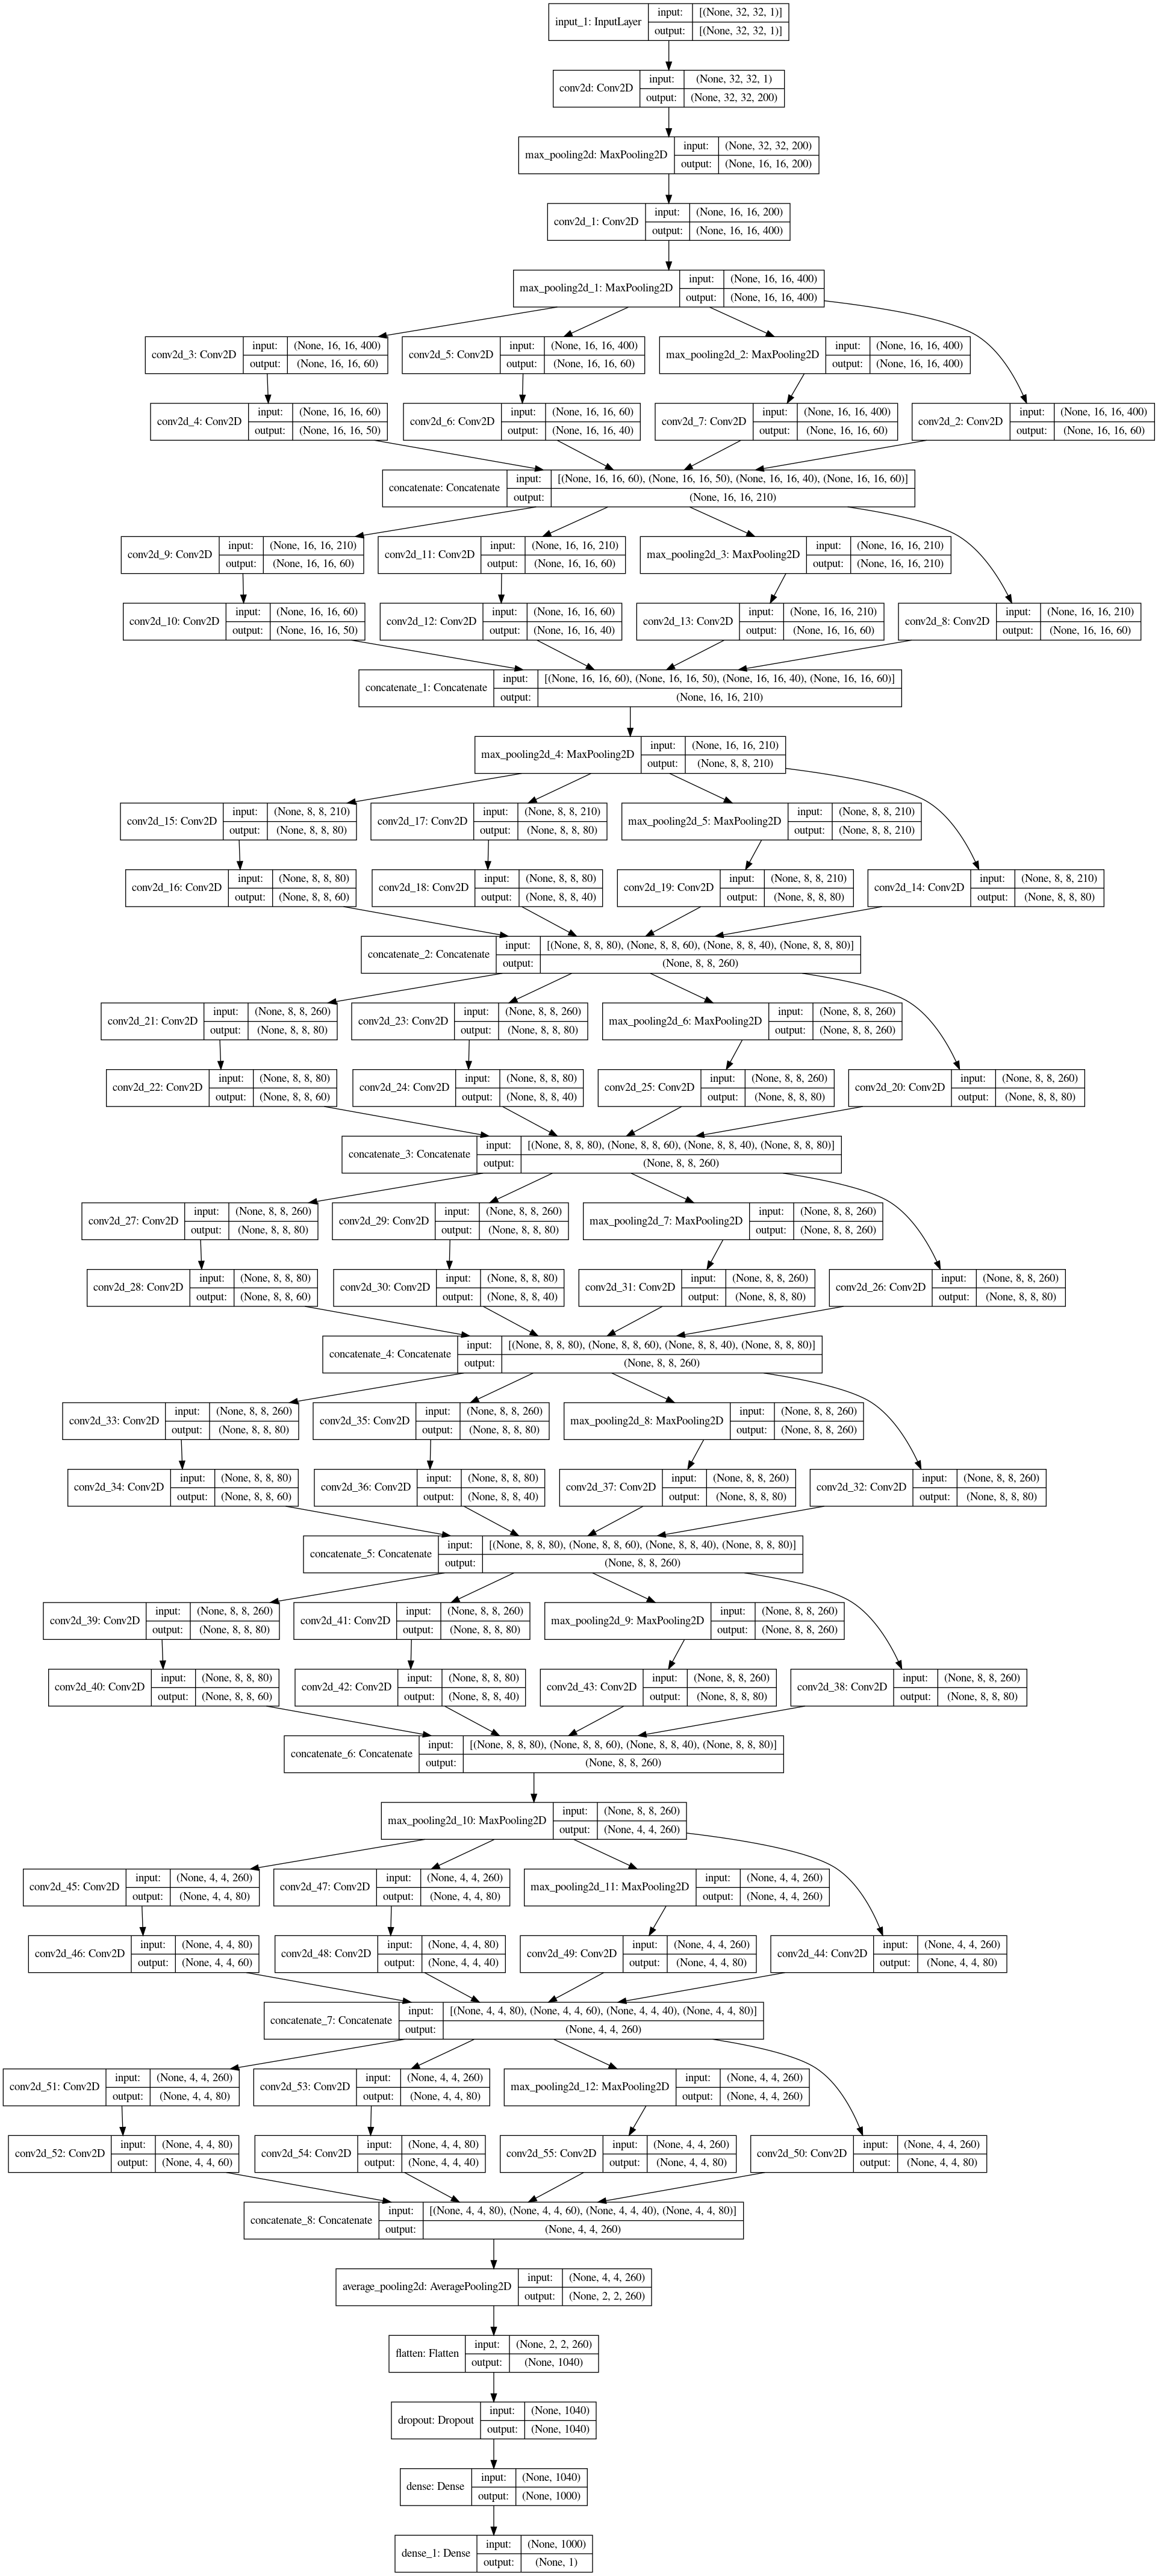 input_1: InputLayer
input: [(None, 32, 32, 1)]
output: [(None, 32, 32, 1)]
conv2d: Conv2D
input: (None, 32, 32, 1)
output: (None, 32, 32, 200)
max_pooling2d: MaxPooling2D
input: (None, 32, 32, 200)
output: (None, 16, 16, 200)
conv2d_1: Conv2D
input: (None, 16, 16, 200)
output: (None, 16, 16, 400)
max_pooling2d_1: MaxPooling2D
input: (None, 16, 16, 400)
output: (None, 16, 16, 400)
conv2d_3: Conv2D
input: (None, 16, 16, 400)
output: (None, 16, 16, 60)
conv2d_5: Conv2D
input: (None, 16, 16, 400)
output: (None, 16, 16, 60)
max_pooling2d_2: MaxPooling2D
input: (None, 16, 16, 400)
output: (None, 16, 16, 400)
conv2d_4: Conv2D
input: (None, 16, 16, 60)
output: (None, 16, 16, 50)
conv2d_6: Conv2D
input: (None, 16, 16, 60)
output: (None, 16, 16, 40)
conv2d_7: Conv2D
input: (None, 16, 16, 400)
output: (None, 16, 16, 60)
conv2d_2: Conv2D
input: (None, 16, 16, 400)
output: (None, 16, 16, 60)
concatenate: Concatenate
input: [(None, 16, 16, 60), (None, 16, 16, 50), (None, 16, 16, 40), (None, 16, 16, 60)]
output: (None, 16, 16, 210)
conv2d_9: Conv2D
input: (None, 16, 16, 210)
output: (None, 16, 16, 60)
conv2d_11: Conv2D
input: (None, 16, 16, 210)
output: (None, 16, 16, 60)
max_pooling2d_3: MaxPooling2D
input: (None, 16, 16, 210)
output: (None, 16, 16, 210)
conv2d_10: Conv2D
input: (None, 16, 16, 60)
output: (None, 16, 16, 50)
conv2d_12: Conv2D
input: (None, 16, 16, 60)
output: (None, 16, 16, 40)
conv2d_13: Conv2D
input: (None, 16, 16, 210)
output: (None, 16, 16, 60)
conv2d_8: Conv2D
input: (None, 16, 16, 210)
output: (None, 16, 16, 60)
concatenate_1: Concatenate
input: [(None, 16, 16, 60), (None, 16, 16, 50), (None, 16, 16, 40), (None, 16, 16, 60)]
output: (None, 16, 16, 210)
max_pooling2d_4: MaxPooling2D
input: (None, 16, 16, 210)
output: (None, 8, 8, 210)
conv2d_15: Conv2D
input: (None, 8, 8, 210)
output: (None, 8, 8, 80)
conv2d_17: Conv2D
input: (None, 8, 8, 210)
output: (None, 8, 8, 80)
max_pooling2d_5: MaxPooling2D
input: (None, 8, 8, 210)
output: (None, 8, 8, 210)
conv2d_16: Conv2D
input: (None, 8, 8, 80)
output: (None, 8, 8, 60)
conv2d_18: Conv2D
input: (None, 8, 8, 80)
output: (None, 8, 8, 40)
conv2d_19: Conv2D
input: (None, 8, 8, 210)
output: (None, 8, 8, 80)
conv2d_14: Conv2D
input: (None, 8, 8, 210)
output: (None, 8, 8, 80)
concatenate_2: Concatenate
input: [(None, 8, 8, 80), (None, 8, 8, 60), (None, 8, 8, 40), (None, 8, 8, 80)]
output: (None, 8, 8, 260)
conv2d_21: Conv2D
input: (None, 8, 8, 260)
output: (None, 8, 8, 80)
conv2d_23: Conv2D
input: (None, 8, 8, 260)
output: (None, 8, 8, 80)
max_pooling2d_6: MaxPooling2D
input: (None, 8, 8, 260)
output: (None, 8, 8, 260)
conv2d_22: Conv2D
input: (None, 8, 8, 80)
output: (None, 8, 8, 60)
conv2d_24: Conv2D
input: (None, 8, 8, 80)
output: (None, 8, 8, 40)
conv2d_25: Conv2D
input: (None, 8, 8, 260)
output: (None, 8, 8, 80)
conv2d_20: Conv2D
input: (None, 8, 8, 260)
output: (None, 8, 8, 80)
concatenate_3: Concatenate
input: [(None, 8, 8, 80), (None, 8, 8, 60), (None, 8, 8, 40), (None, 8, 8, 80)]
output: (None, 8, 8, 260)
conv2d_27: Conv2D
input: (None, 8, 8, 260)
output: (None, 8, 8, 80)
conv2d_29: Conv2D
input: (None, 8, 8, 260)
output: (None, 8, 8, 80)
max_pooling2d_7: MaxPooling2D
input: (None, 8, 8, 260)
output: (None, 8, 8, 260)
conv2d_28: Conv2D
input: (None, 8, 8, 80)
output: (None, 8, 8, 60)
conv2d_30: Conv2D
input: (None, 8, 8, 80)
output: (None, 8, 8, 40)
conv2d_31: Conv2D
input: (None, 8, 8, 260)
output: (None, 8, 8, 80)
conv2d_26: Conv2D
input: (None, 8, 8, 260)
output: (None, 8, 8, 80)
concatenate_4: Concatenate
input: [(None, 8, 8, 80), (None, 8, 8, 60), (None, 8, 8, 40), (None, 8, 8, 80)]
output: (None, 8, 8, 260)
conv2d_33: Conv2D
input: (None, 8, 8, 260)
output: (None, 8, 8, 80)
conv2d_35: Conv2D
input: (None, 8, 8, 260)
output: (None, 8, 8, 80)
max_pooling2d_8: MaxPooling2D
input: (None, 8, 8, 260)
output: (None, 8, 8, 260)
conv2d_34: Conv2D
input: (None, 8, 8, 80)
output: (None, 8, 8, 60)
conv2d_36: Conv2D
input: (None, 8, 8, 80)
output: (None, 8, 8, 40)
conv2d_37: Conv2D
input: (None, 8, 8, 260)
output: (None, 8, 8, 80)
conv2d_32: Conv2D
input: (None, 8, 8, 260)
output: (None, 8, 8, 80)
concatenate_5: Concatenate
input: [(None, 8, 8, 80), (None, 8, 8, 60), (None, 8, 8, 40), (None, 8, 8, 80)]
output: (None, 8, 8, 260)
conv2d_39: Conv2D
input: (None, 8, 8, 260)
output: (None, 8, 8, 80)
conv2d_41: Conv2D
input: (None, 8, 8, 260)
output: (None, 8, 8, 80)
max_pooling2d_9: MaxPooling2D
input: (None, 8, 8, 260)
output: (None, 8, 8, 260)
conv2d_40: Conv2D
input: (None, 8, 8, 80)
output: (None, 8, 8, 60)
conv2d_42: Conv2D
input: (None, 8, 8, 80)
output: (None, 8, 8, 40)
conv2d_43: Conv2D
input: (None, 8, 8, 260)
output: (None, 8, 8, 80)
conv2d_38: Conv2D
input: (None, 8, 8, 260)
output: (None, 8, 8, 80)
concatenate_6: Concatenate
input: [(None, 8, 8, 80), (None, 8, 8, 60), (None, 8, 8, 40), (None, 8, 8, 80)]
output: (None, 8, 8, 260)
max_pooling2d_10: MaxPooling2D
input: (None, 8, 8, 260)
output: (None, 4, 4, 260)
conv2d_45: Conv2D
input: (None, 4, 4, 260)
output: (None, 4, 4, 80)
conv2d_47: Conv2D
input: (None, 4, 4, 260)
output: (None, 4, 4, 80)
max_pooling2d_11: MaxPooling2D
input: (None, 4, 4, 260)
output: (None, 4, 4, 260)
conv2d_46: Conv2D
input: (None, 4, 4, 80)
output: (None, 4, 4, 60)
conv2d_48: Conv2D
input: (None, 4, 4, 80)
output: (None, 4, 4, 40)
conv2d_49: Conv2D
input: (None, 4, 4, 260)
output: (None, 4, 4, 80)
conv2d_44: Conv2D
input: (None, 4, 4, 260)
output: (None, 4, 4, 80)
concatenate_7: Concatenate
input: [(None, 4, 4, 80), (None, 4, 4, 60), (None, 4, 4, 40), (None, 4, 4, 80)]
output: (None, 4, 4, 260)
conv2d_51: Conv2D
input: (None, 4, 4, 260)
output: (None, 4, 4, 80)
conv2d_53: Conv2D
input: (None, 4, 4, 260)
output: (None, 4, 4, 80)
max_pooling2d_12: MaxPooling2D
input: (None, 4, 4, 260)
output: (None, 4, 4, 260)
conv2d_52: Conv2D
input: (None, 4, 4, 80)
output: (None, 4, 4, 60)
conv2d_54: Conv2D
input: (None, 4, 4, 80)
output: (None, 4, 4, 40)
conv2d_55: Conv2D
input: (None, 4, 4, 260)
output: (None, 4, 4, 80)
conv2d_50: Conv2D
input: (None, 4, 4, 260)
output: (None, 4, 4, 80)
concatenate_8: Concatenate
input: [(None, 4, 4, 80), (None, 4, 4, 60), (None, 4, 4, 40), (None, 4, 4, 80)]
output: (None, 4, 4, 260)
average_pooling2d: AveragePooling2D
input: (None, 4, 4, 260)
output: (None, 2, 2, 260)
flatten: Flatten
input: (None, 2, 2, 260)
output: (None, 1040)
dropout: Dropout
input: (None, 1040)
output: (None, 1040)
dense: Dense
input: (None, 1040)
output: (None, 1000)
dense_1: Dense
input: (None, 1000)
output: (None, 1)